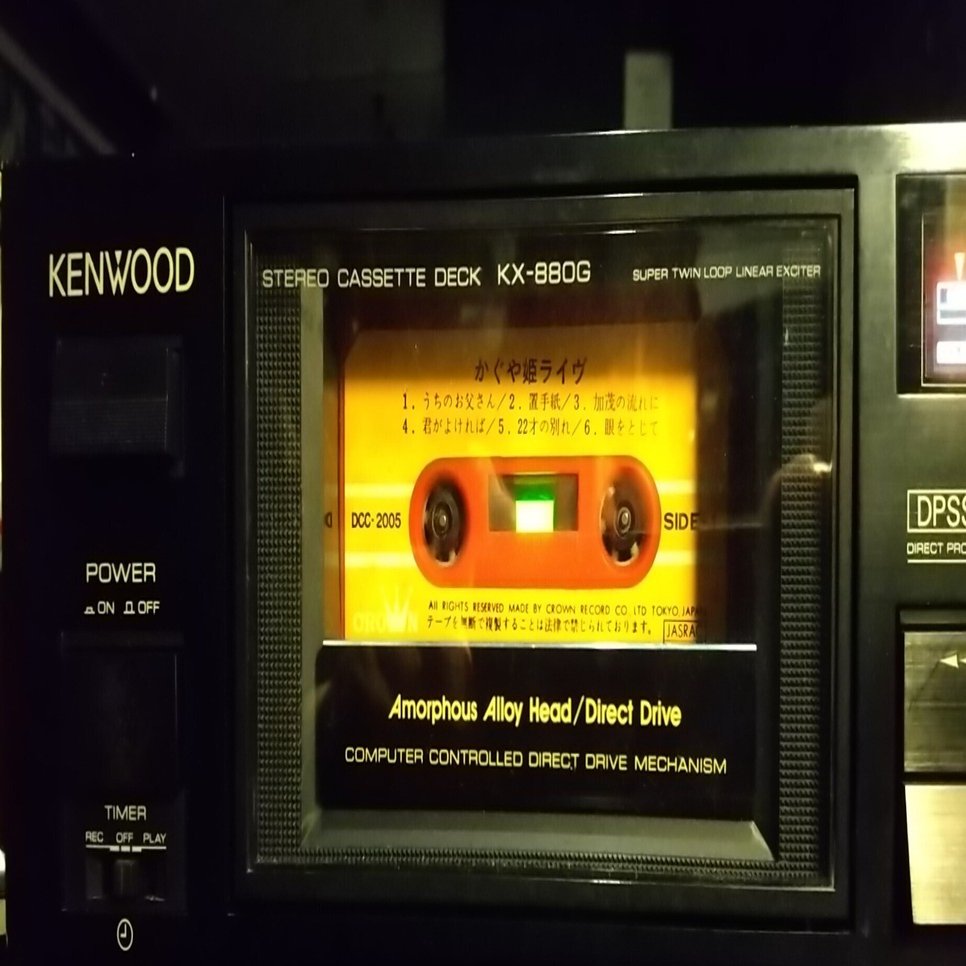 KENWOOD
STEREO CASSETTE DECK KX-880G
SUPER TWIN LOOP LINEAR EXCITER
かぐや姫ライヴ
1. うちのお父さん/2. 置手紙/3. 加茂の流れに
4. 君がよければ/5. 22才の別れ/6. 眼をとじて
DCC-2005
SIDE
CROWN
All RIGHTS RESERVED MADE BY CROWN RECORD CO. LTD TOKYO. JAPAN
テープを無断で複製することは法律で禁じられております。
JASRA
Amorphous Alloy Head/Direct Drive
COMPUTER CONTROLLED DIRECT DRIVE MECHANISM
POWER
ON OFF
TIMER
REC OFF PLAY
DPSS
DIRECT PRO